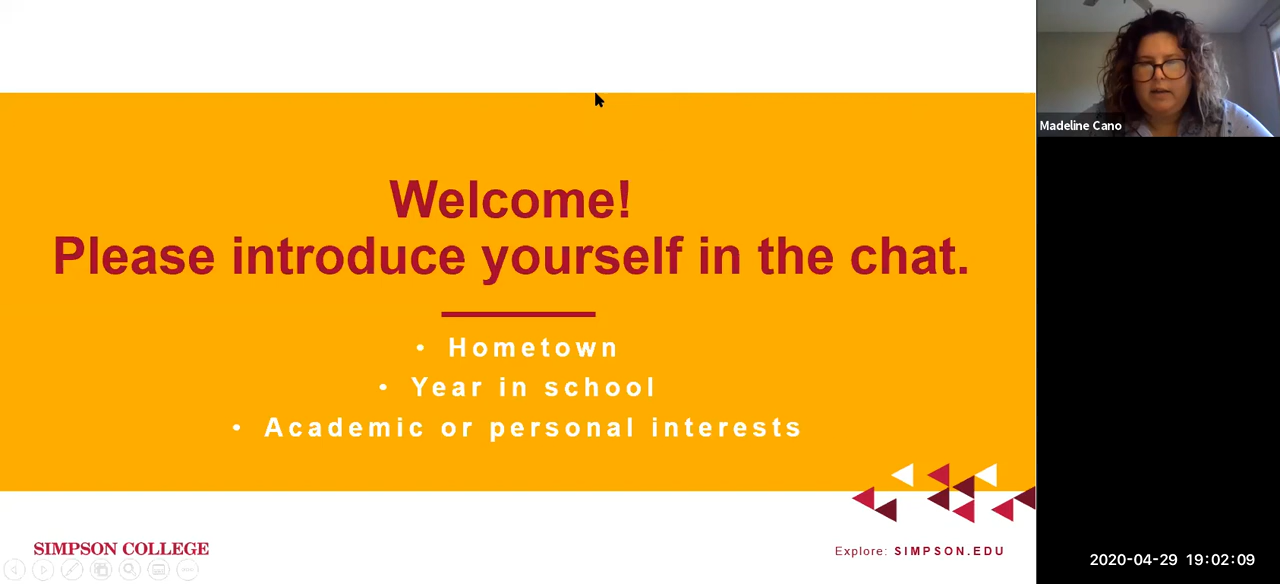 Welcome!
Please introduce yourself in the chat.
• Hometown
• Year in school
• Academic or personal interests
SIMPSON COLLEGE
Explore: SIMPSON.EDU
Madeline Cano
2020-04-29 19:02:09